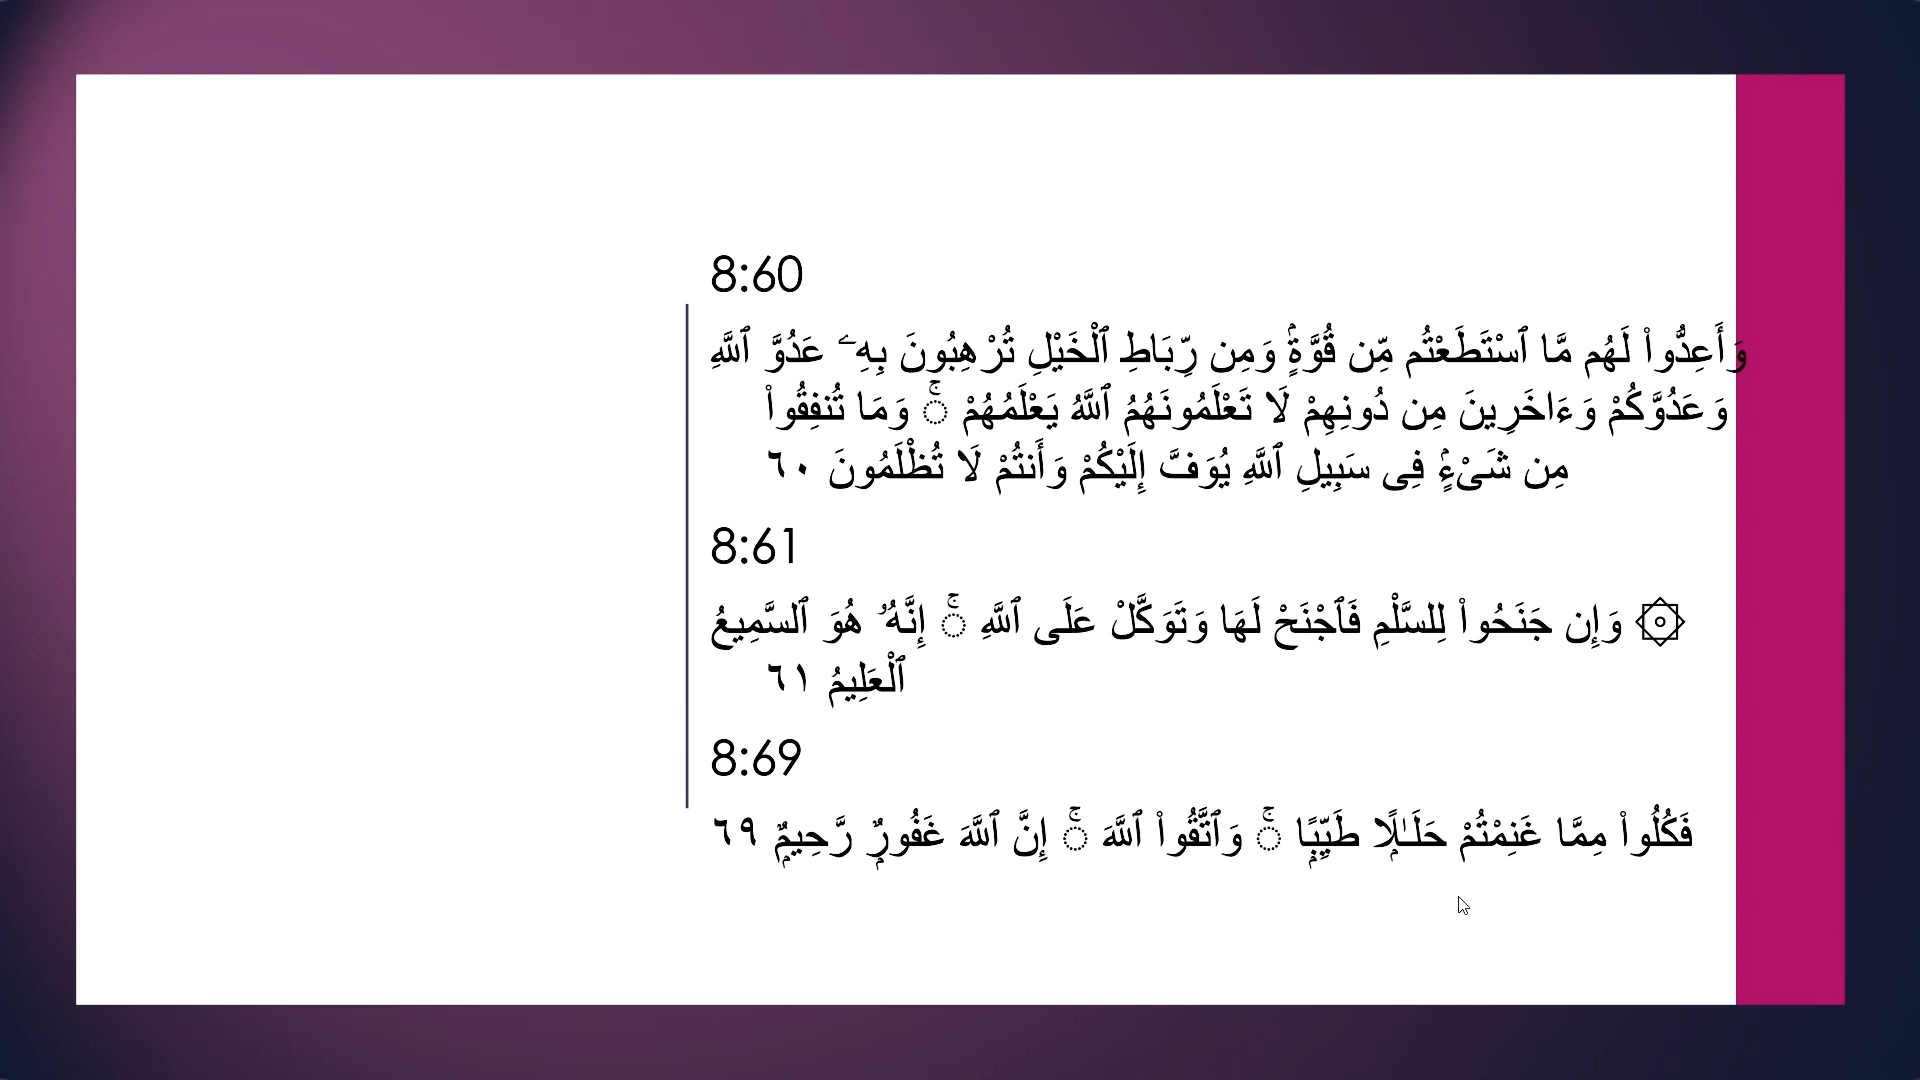 8:60
وَأَعِدُّوا۟ لَهُم مَّا ٱسْتَطَعْتُم مِّن قُوَّةٍۢ وَمِن رِّبَاطِ ٱلْخَيْلِ تُرْهِبُونَ بِهِۦ عَدُوَّ ٱللَّهِ
وَعَدُوَّكُمْ وَءَاخَرِينَ مِن دُونِهِمْ لَا تَعْلَمُونَهُمُ ٱللَّهُ يَعْلَمُهُمْ ۚ وَمَا تُنفِقُوا۟
مِن شَىْءٍۢ فِى سَبِيلِ ٱللَّهِ يُوَفَّ إِلَيْكُمْ وَأَنتُمْ لَا تُظْلَمُونَ ٦٠
8:61
۞ وَإِن جَنَحُوا۟ لِلسَّلْمِ فَٱجْنَحْ لَهَا وَتَوَكَّلْ عَلَى ٱللَّهِ ۚ إِنَّهُۥ هُوَ ٱلسَّمِيعُ
ٱلْعَلِيمُ ٦١
8:69
فَكُلُوا۟ مِمَّا غَنِمْتُمْ حَلَـٰلًۭا طَيِّبًۭا ۚ وَٱتَّقُوا۟ ٱللَّهَ ۚ إِنَّ ٱللَّهَ غَفُورٌۭ رَّحِيمٌۭ ٦٩